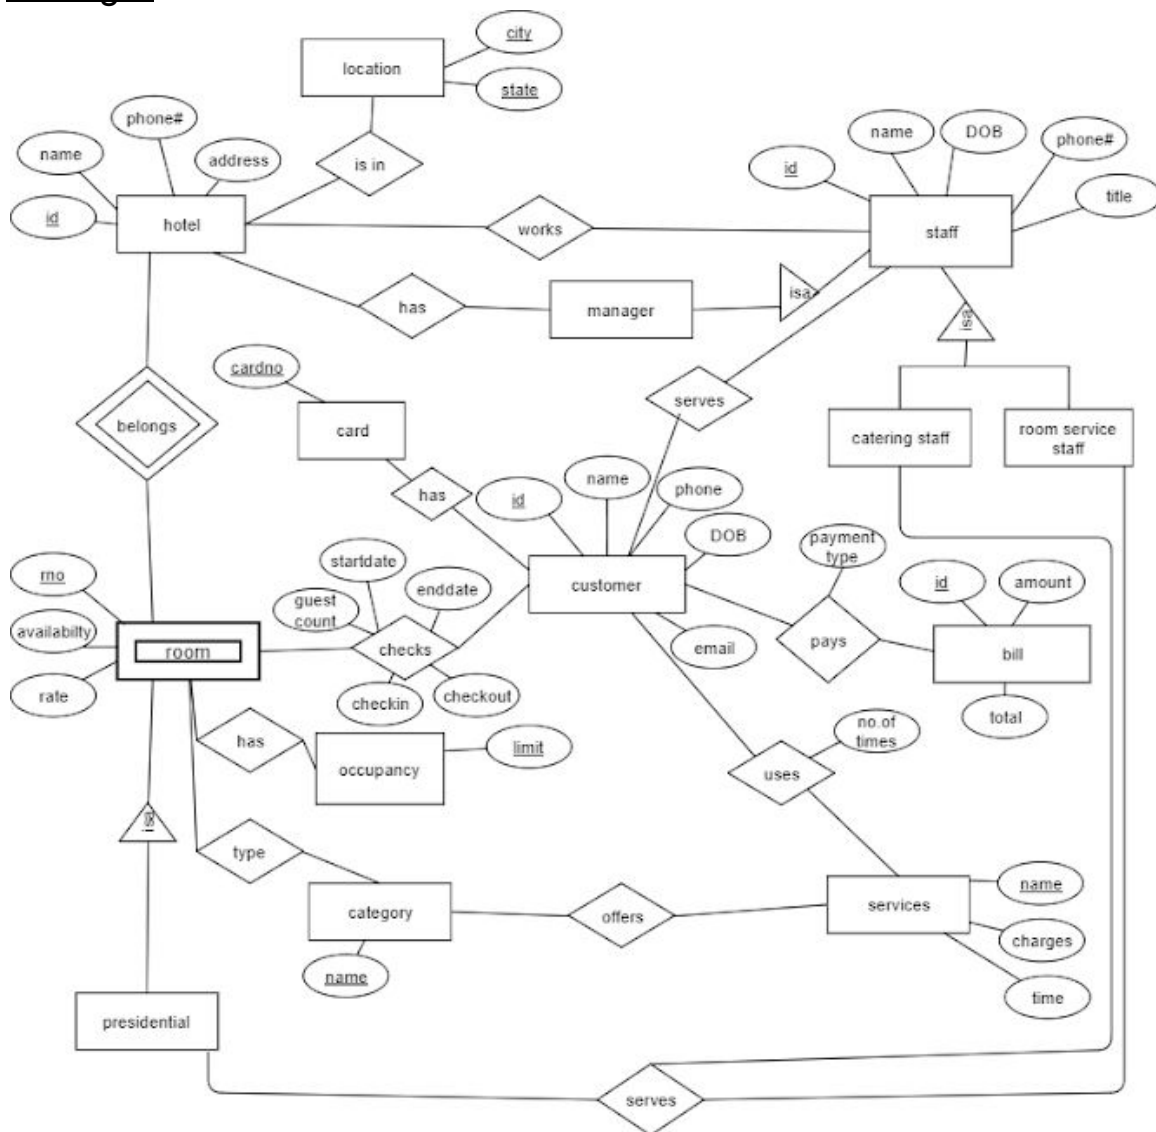 city
location
state
phone#
name
DOB
name
address
phone#
is in
id
title
id
hotel
works
staff
isa
has
manager
isa
cardno
serves
belongs
card
catering staff
room service
staff
has
name
id
phone
DOB
payment
type
startdate
rno
enddate
customer
id
amount
guest
count
availabilty
room
checks
email
pays
bill
rate
checkin
checkout
total
no.of
times
has
limit
occupancy
uses
type
name
category
offers
services
charges
name
time
presidential
serves